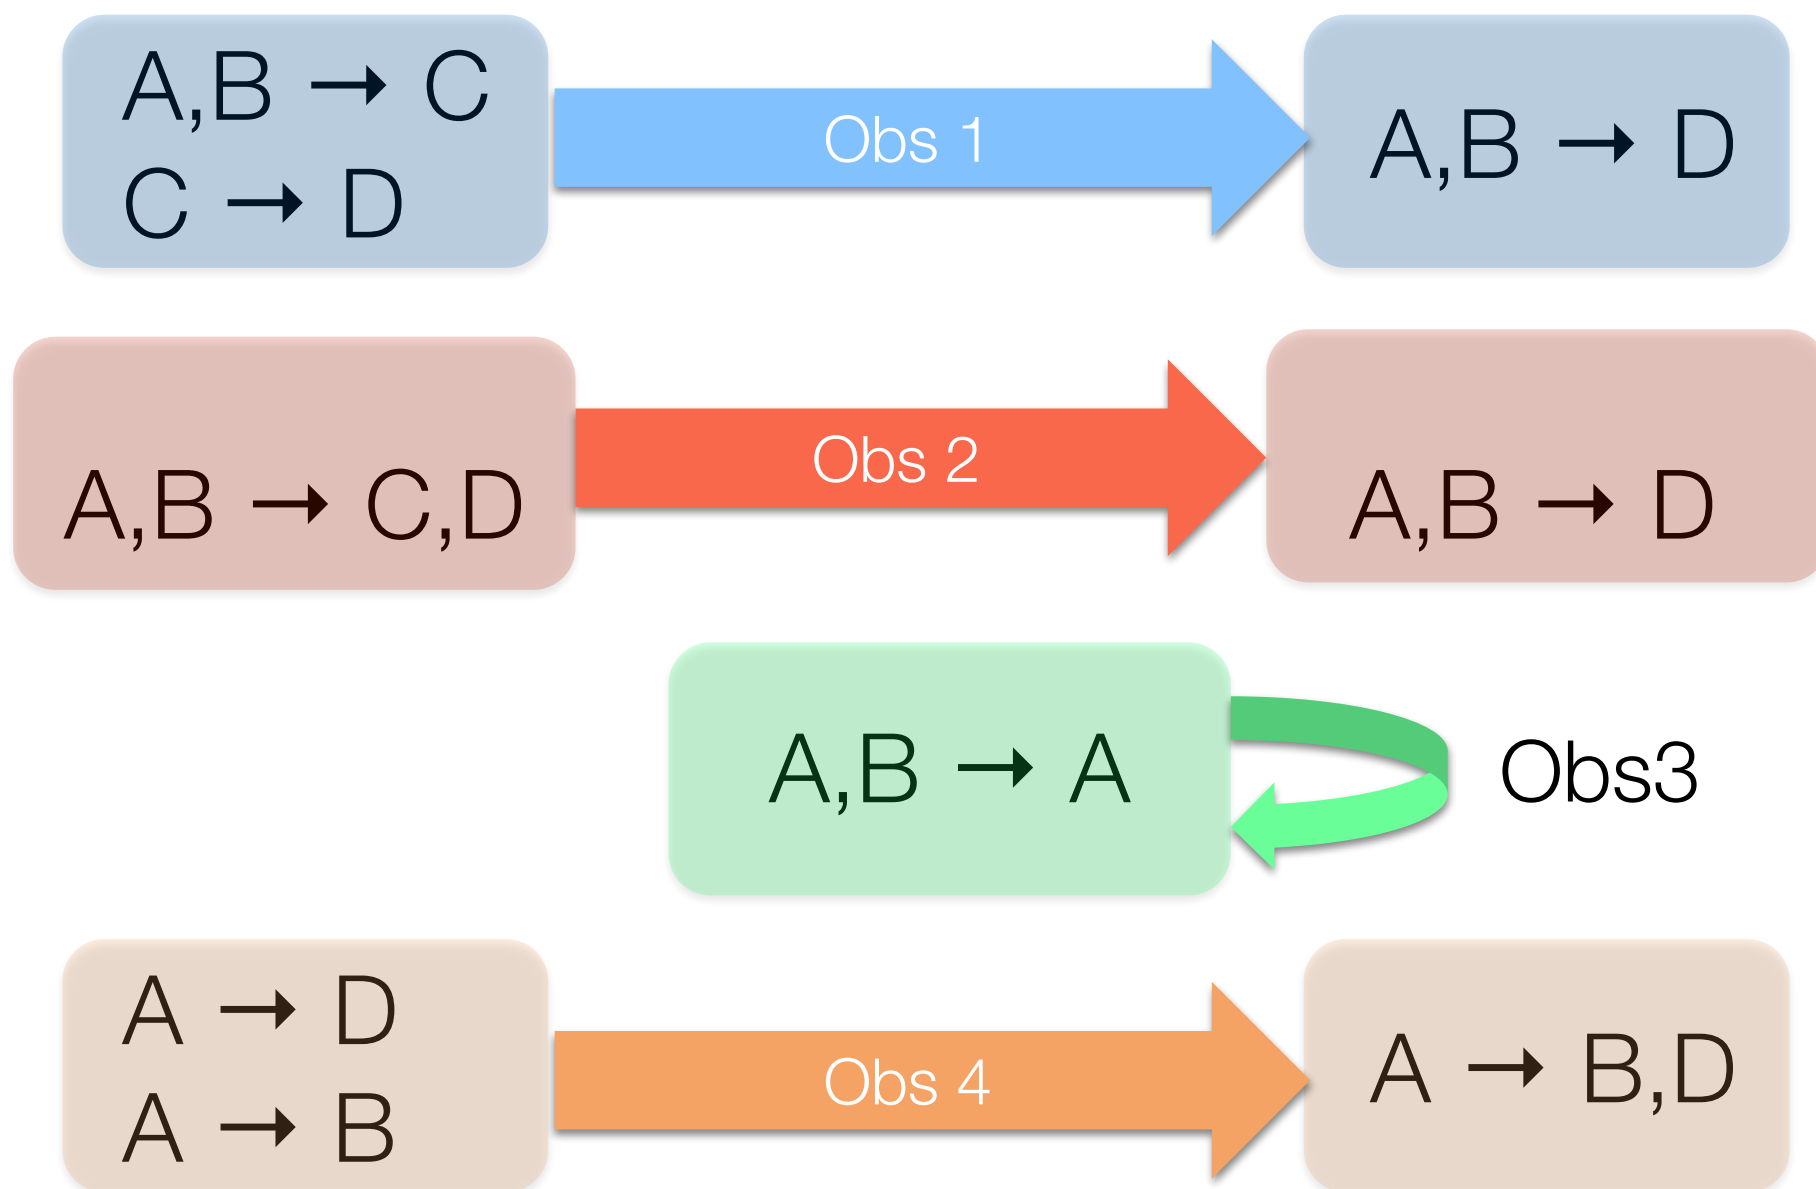 A,B → C
C → D
Obs 1
A,B → D
A,B → C,D
Obs 2
A,B → D
A,B → A
Obs3
A → D
A → B
Obs 4
A → B,D